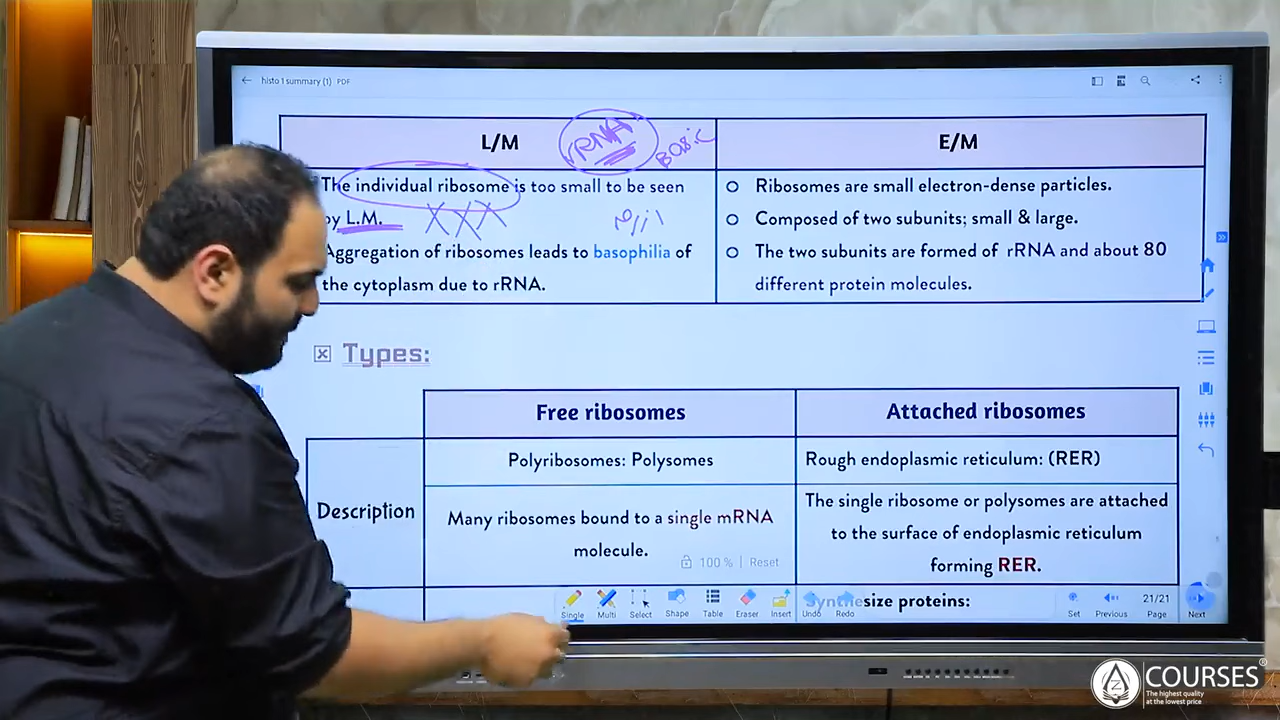 histo 1 summary (1) PDF
L/M
rRNA
Basic
E/M
The individual ribosome is too small to be seen
by L.M.
XXX
Aggregation of ribosomes leads to basophilia of
the cytoplasm due to rRNA.
Ribosomes are small electron-dense particles.
Composed of two subunits; small & large.
The two subunits are formed of rRNA and about 80
different protein molecules.
Types:
Free ribosomes
Attached ribosomes
Description
Polyribosomes: Polysomes
Rough endoplasmic reticulum: (RER)
Many ribosomes bound to a single mRNA
molecule.
The single ribosome or polysomes are attached
to the surface of endoplasmic reticulum
forming RER.
100 % | Reset
Synthesize proteins:
Single
Multi
Select
Shape
Table
Eraser
Insert
Undo
Redo
Set
Previous
21/21
Page
Next
COURSES®
The highest quality
at the lowest price